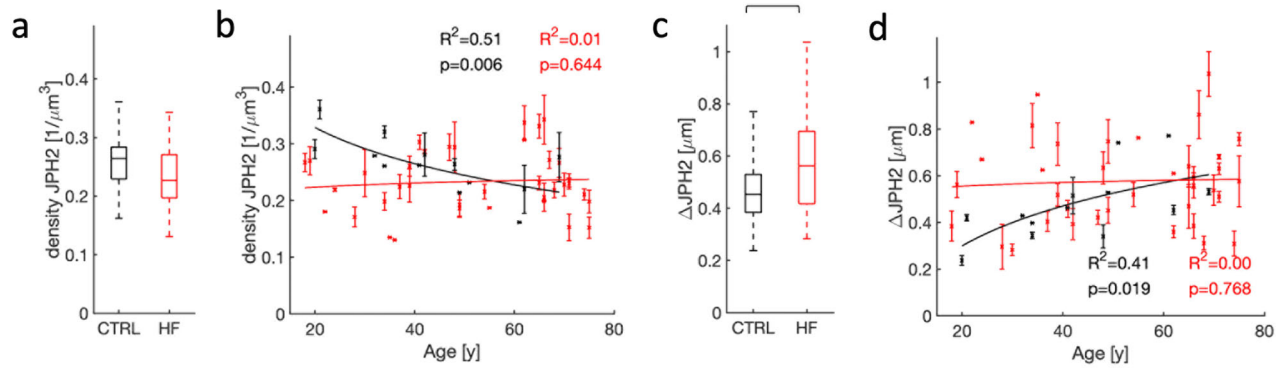 a
density JPH2 [1/μm³]
0.4
0.3
0.2
0.1
0
CTRL HF
b
density JPH2 [1/μm³]
R²=0.51 R²=0.01
p=0.006 p=0.644
0.4
0.3
0.2
0.1
0
20 40 60 80
Age [y]
c
ΔJPH2 [μm]
1
0.8
0.6
0.4
0.2
0
CTRL HF
d
ΔJPH2 [μm]
1
0.8
0.6
0.4
0.2
0
R²=0.41 R²=0.00
p=0.019 p=0.768
20 40 60 80
Age [y]